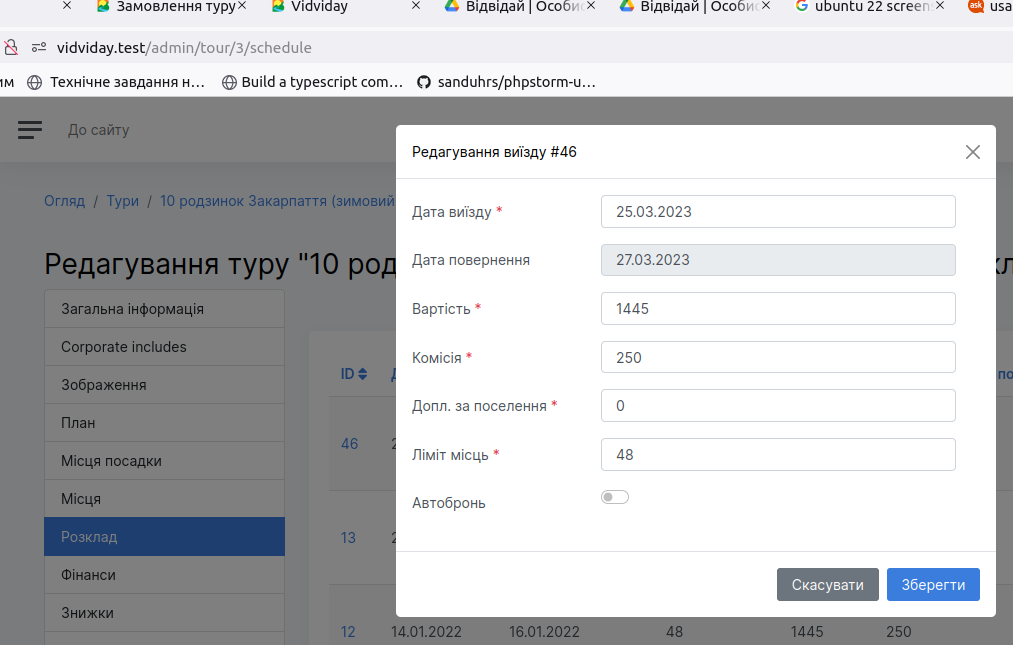 Замовлення туру
Vidviday
Відвідай | Особис
Відвідай | Особис
ubuntu 22 screen
ask
usa
vidviday.test/admin/tour/3/schedule
им
Технічне завдання н...
Build a typescript com...
sanduhrs/phpstorm-u...
До сайту
Огляд / Тури / 10 родзинок Закарпаття (зимовий
Редагування туру "10 род
Загальна інформація
Corporate includes
Зображення
План
Місця посадки
Місця
Розклад
Фінанси
Знижки
ID
по
46
2
13
2
12 14.01.2022 16.01.2022 48 1445 250
Редагування виїзду #46
Дата виїзду * 25.03.2023
Дата повернення 27.03.2023
Вартість * 1445
Комісія * 250
Допл. за поселення * 0
Ліміт місць * 48
Автобронь
Скасувати Зберегти